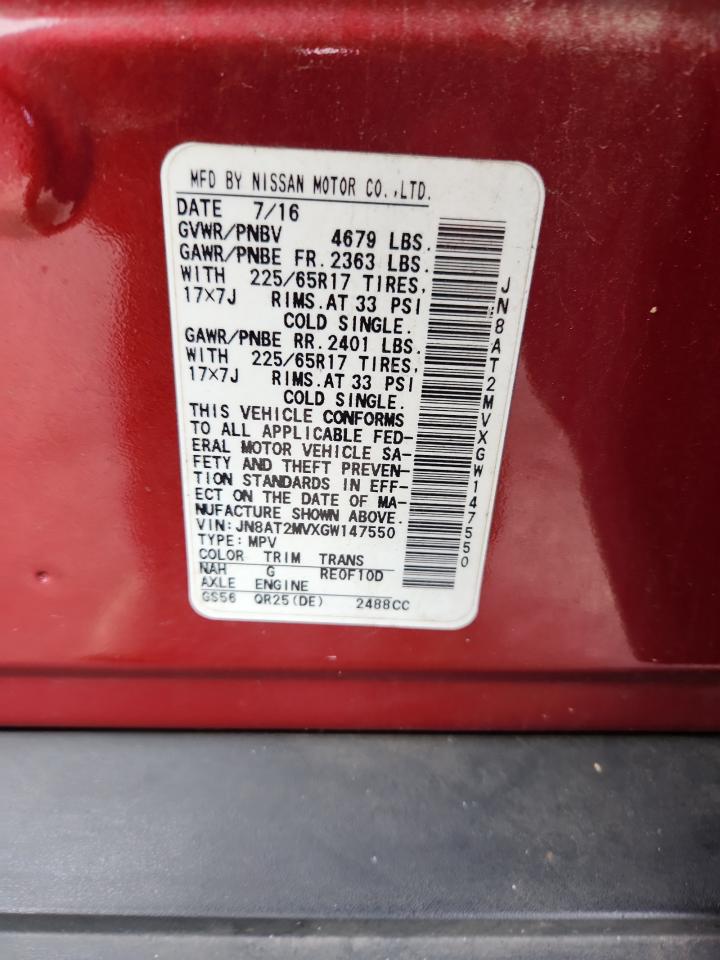 MFD BY NISSAN MOTOR CO.,LTD.
DATE 7/16
GVWR/PNBV 4679 LBS.
GAWR/PNBE FR. 2363 LBS.
WITH 225/65R17 TIRES,
17×7J RIMS.AT 33 PSI
COLD SINGLE.
GAWR/PNBE RR. 2401 LBS.
WITH 225/65R17 TIRES,
17×7J RIMS.AT 33 PSI
COLD SINGLE.
THIS VEHICLE CONFORMS
TO ALL APPLICABLE FED-
ERAL MOTOR VEHICLE SA-
FETY AND THEFT PREVEN-
TION STANDARDS IN EFF-
ECT ON THE DATE OF MA-
NUFACTURE SHOWN ABOVE.
VIN: JN8AT2MVXGW147550
TYPE: MPV
COLOR TRIM TRANS
NAH G RE0F10D
AXLE ENGINE
GS56 QR25(DE) 2488CC
JN8AT2MVXGW147550